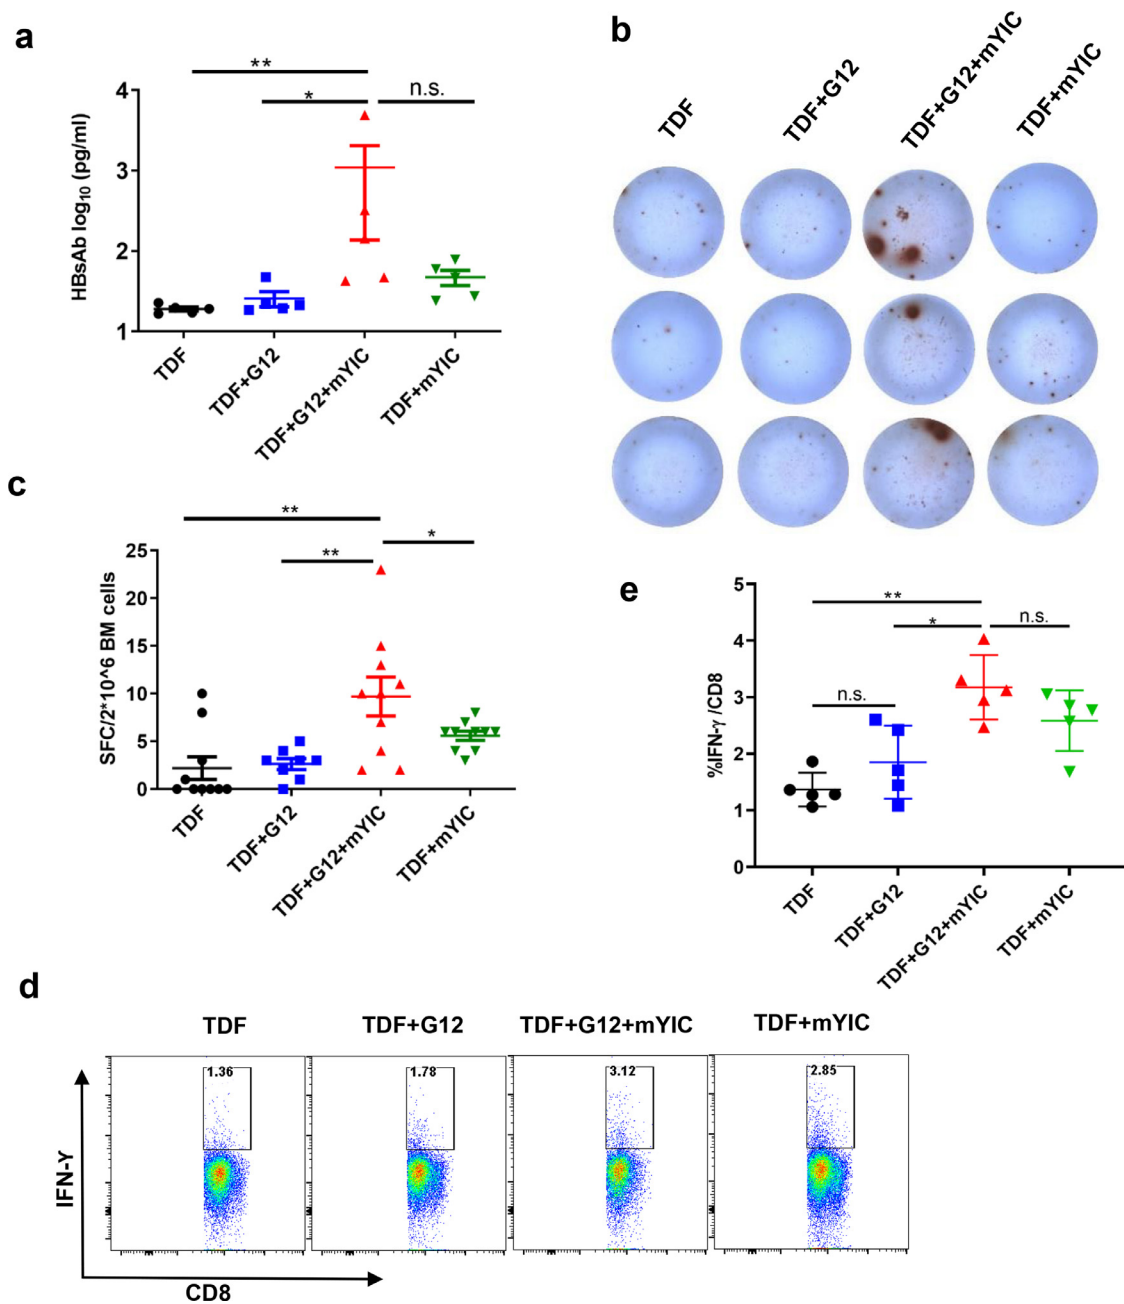 a
HBsAb log10 (pg/ml)
4
3
2
1
**
*
n.s.
TDF
TDF+G12
TDF+G12+mYIC
TDF+mYIC
b
TDF
TDF+G12
TDF+G12+mYIC
TDF+mYIC
c
SFC/2*10^6 BM cells
25
20
15
10
5
0
**
**
*
TDF
TDF+G12
TDF+G12+mYIC
TDF+mYIC
e
%IFN-γ /CD8
5
4
3
2
1
0
**
*
n.s.
n.s.
TDF
TDF+G12
TDF+G12+mYIC
TDF+mYIC
d
TDF
TDF+G12
TDF+G12+mYIC
TDF+mYIC
1.36
1.78
3.12
2.85
IFN-Y
CD8